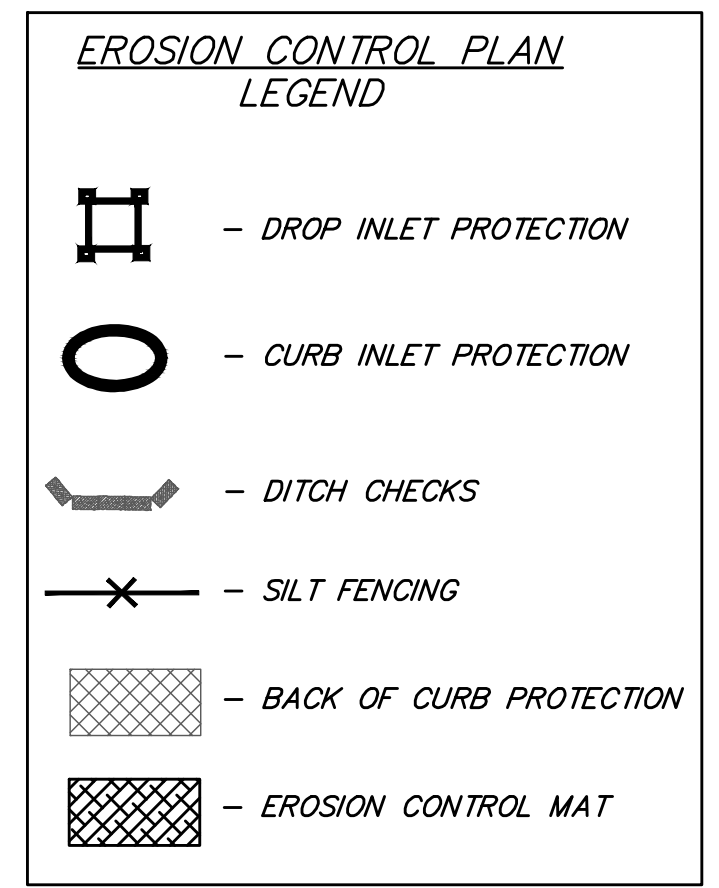 EROSION CONTROL PLAN
LEGEND
- DROP INLET PROTECTION
- CURB INLET PROTECTION
- DITCH CHECKS
- SILT FENCING
- BACK OF CURB PROTECTION
- EROSION CONTROL MAT